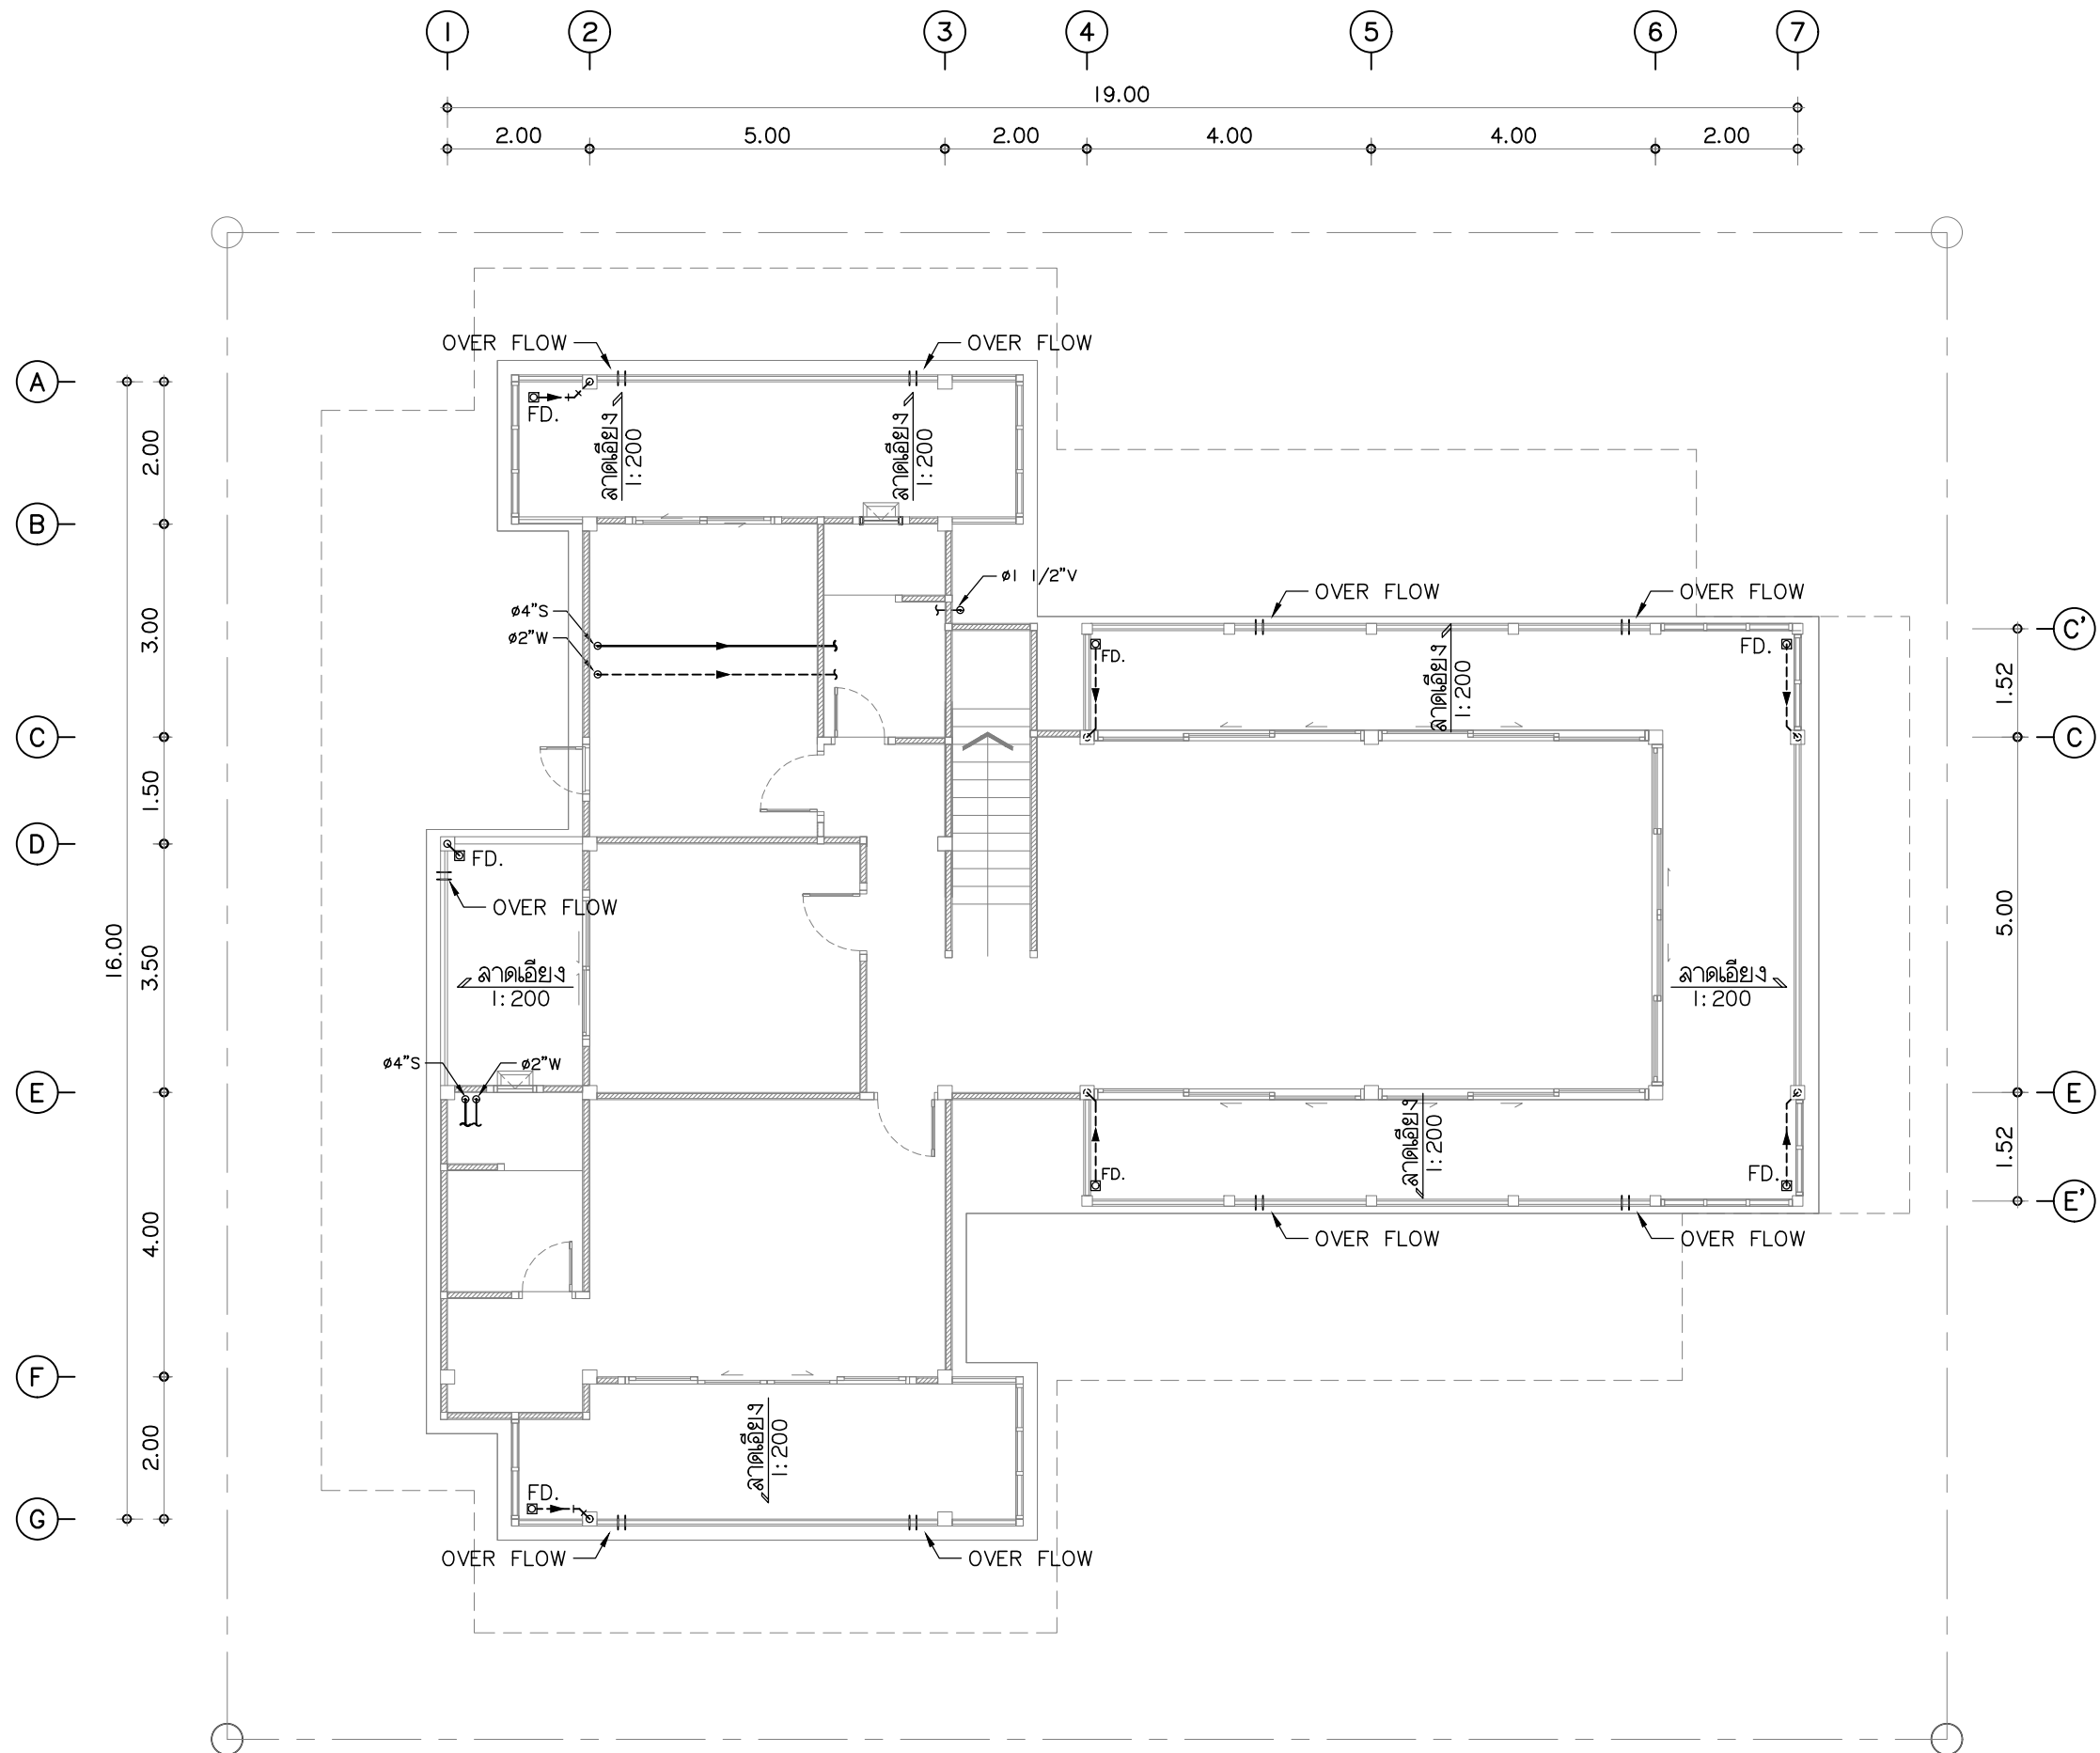 1 2 3 4 5 6 7
19.00
2.00 5.00 2.00 4.00 4.00 2.00
OVER FLOW OVER FLOW
A
FD.
ลาดเอียง
1:200
ลาดเอียง
1:200
2.00
B
ø1 1/2"V
ø4"S
ø2"W
3.00
OVER FLOW OVER FLOW
C'
FD. FD.
ลาดเอียง
1:200
1.52
C C
1.50
D
FD.
OVER FLOW
16.00
3.50
5.00
ลาดเอียง
1:200
ลาดเอียง
1:200
ø4"S ø2"W
E E
ลาดเอียง
1:200
1.52
FD. FD.
E'
OVER FLOW OVER FLOW
4.00
F
ลาดเอียง
1:200
2.00
FD.
G
OVER FLOW OVER FLOW